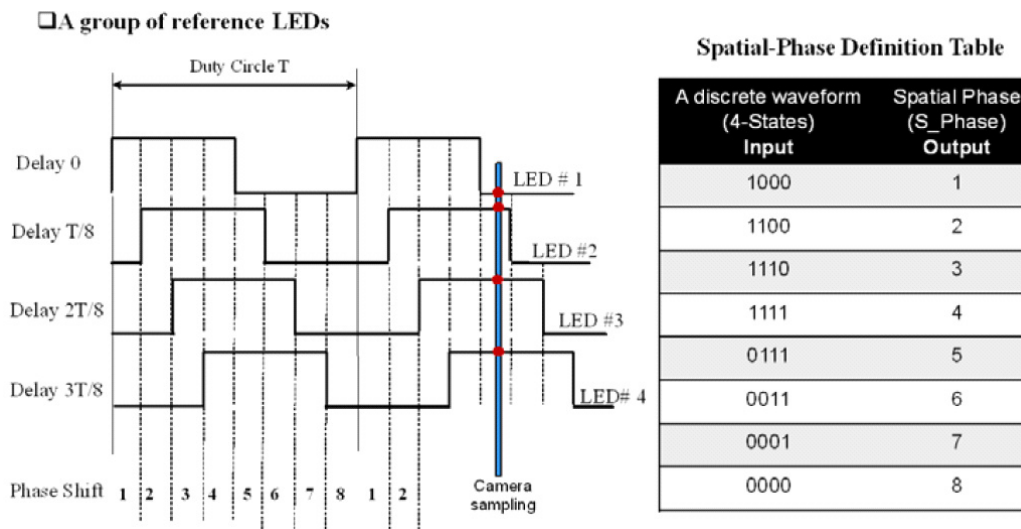 ❑A group of reference LEDs
Duty Circle T
Delay 0
LED # 1
Delay T/8
LED #2
Delay 2T/8
LED #3
Delay 3T/8
LED# 4
Phase Shift 1 2 3 4 5 6 7 8 1 2
Camera
sampling
Spatial-Phase Definition Table
A discrete waveform Spatial Phase
(4-States) (S_Phase)
Input Output
1000 1
1100 2
1110 3
1111 4
0111 5
0011 6
0001 7
0000 8